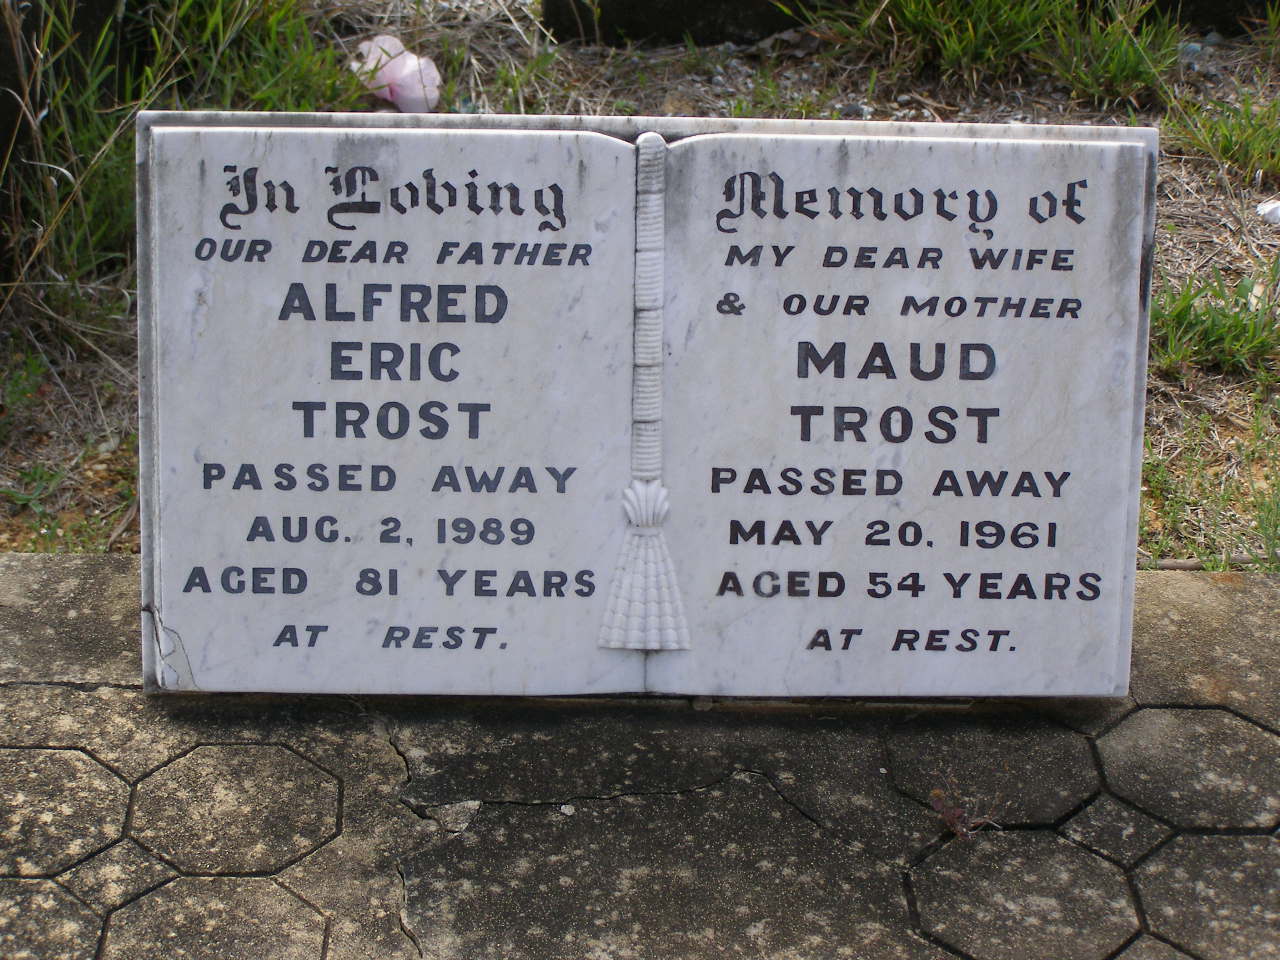 In Loving
OUR DEAR FATHER
ALFRED
ERIC
TROST
PASSED AWAY
AUG. 2, 1989
AGED 81 YEARS
AT REST.
Memory of
MY DEAR WIFE
& OUR MOTHER
MAUD
TROST
PASSED AWAY
MAY 20. 1961
AGED 54 YEARS
AT REST.